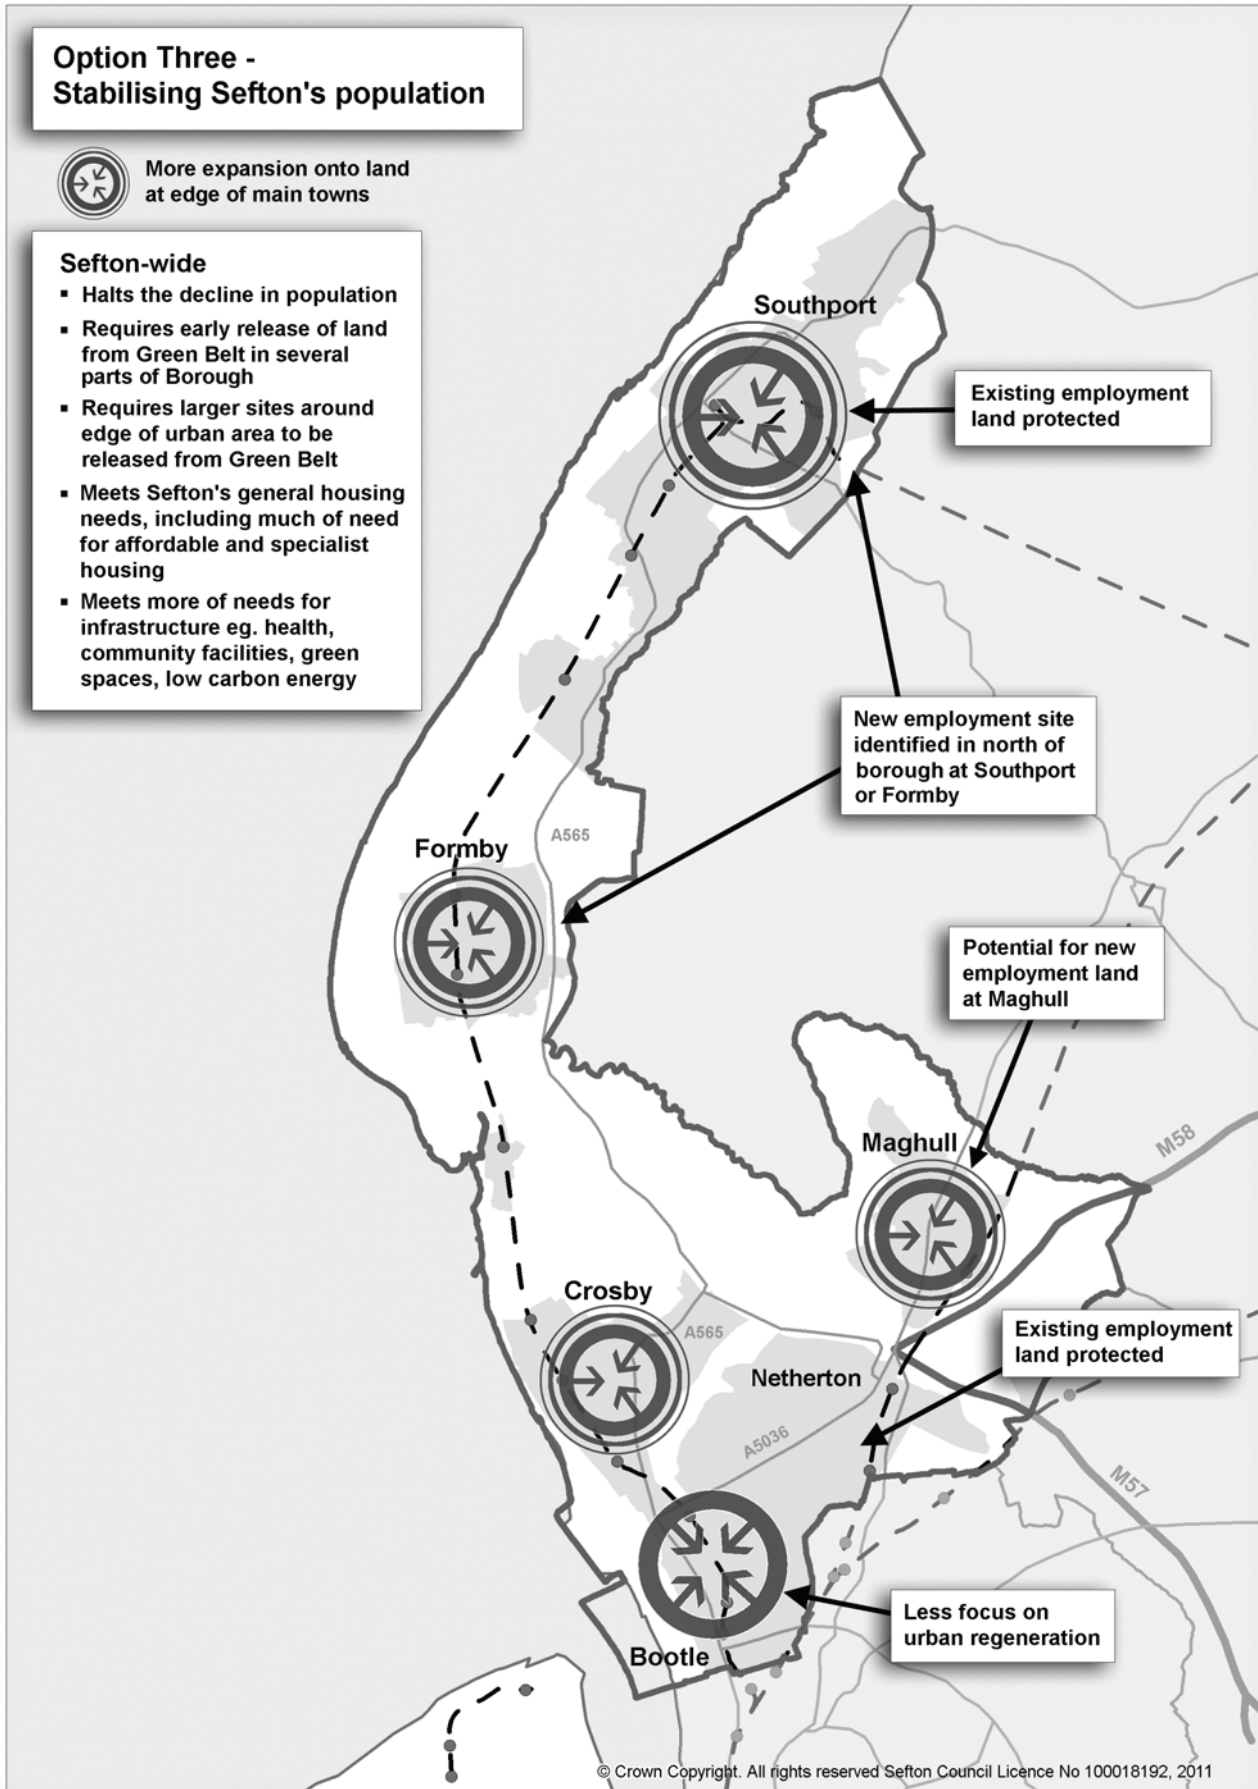 Option Three -
Stabilising Sefton's population
More expansion onto land
at edge of main towns
Sefton-wide
▪ Halts the decline in population
▪ Requires early release of land
from Green Belt in several
parts of Borough
▪ Requires larger sites around
edge of urban area to be
released from Green Belt
▪ Meets Sefton's general housing
needs, including much of need
for affordable and specialist
housing
▪ Meets more of needs for
infrastructure eg. health,
community facilities, green
spaces, low carbon energy
Southport
Existing employment
land protected
New employment site
identified in north of
borough at Southport
or Formby
A565
Formby
Potential for new
employment land
at Maghull
Maghull
M58
Crosby
A565
Existing employment
land protected
Netherton
A5036
M57
Less focus on
urban regeneration
Bootle
© Crown Copyright. All rights reserved Sefton Council Licence No 100018192, 2011